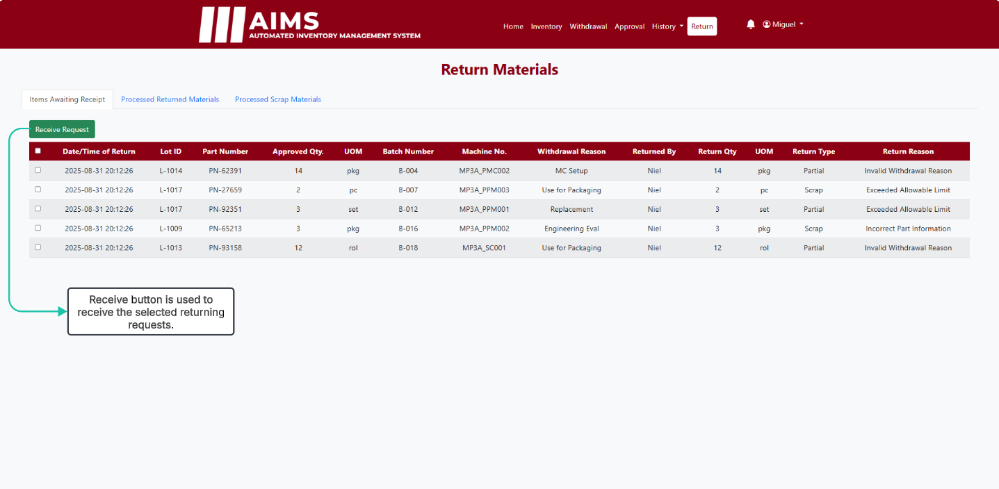 AIMS
AUTOMATED INVENTORY MANAGEMENT SYSTEM
Home Inventory Withdrawal Approval History Return Miguel
Return Materials
Items Awaiting Receipt Processed Returned Materials Processed Scrap Materials
Receive Request
Date/Time of Return Lot ID Part Number Approved Qty. UOM Batch Number Machine No. Withdrawal Reason Returned By Return Qty UOM Return Type Return Reason
2025-08-31 20:12:26 L-1014 PN-62391 14 pkg B-004 MP3A_PMC002 MC Setup Niel 14 pkg Partial Invalid Withdrawal Reason
2025-08-31 20:12:26 L-1017 PN-27659 2 pc B-007 MP3A_PPM003 Use for Packaging Niel 2 pc Scrap Exceeded Allowable Limit
2025-08-31 20:12:26 L-1017 PN-92351 3 set B-012 MP3A_PPM001 Replacement Niel 3 set Partial Exceeded Allowable Limit
2025-08-31 20:12:26 L-1009 PN-65213 3 pkg B-016 MP3A_PPM002 Engineering Eval Niel 3 pkg Scrap Incorrect Part Information
2025-08-31 20:12:26 L-1013 PN-93158 12 rol B-018 MP3A_SC001 Use for Packaging Niel 12 rol Partial Invalid Withdrawal Reason
Receive button is used to
receive the selected returning
requests.